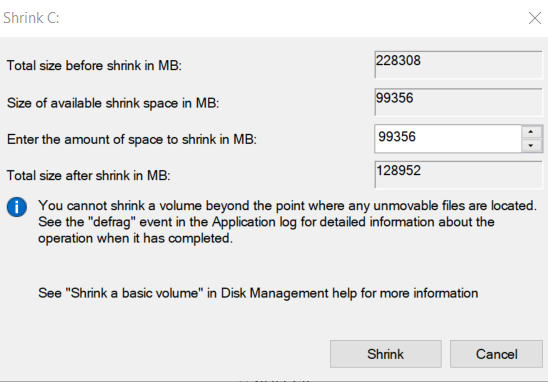 Shrink C:
Total size before shrink in MB: 228308
Size of available shrink space in MB: 99356
Enter the amount of space to shrink in MB: 99356
Total size after shrink in MB: 128952
You cannot shrink a volume beyond the point where any unmovable files are located.
See the "defrag" event in the Application log for detailed information about the
operation when it has completed.
See "Shrink a basic volume" in Disk Management help for more information
Shrink Cancel